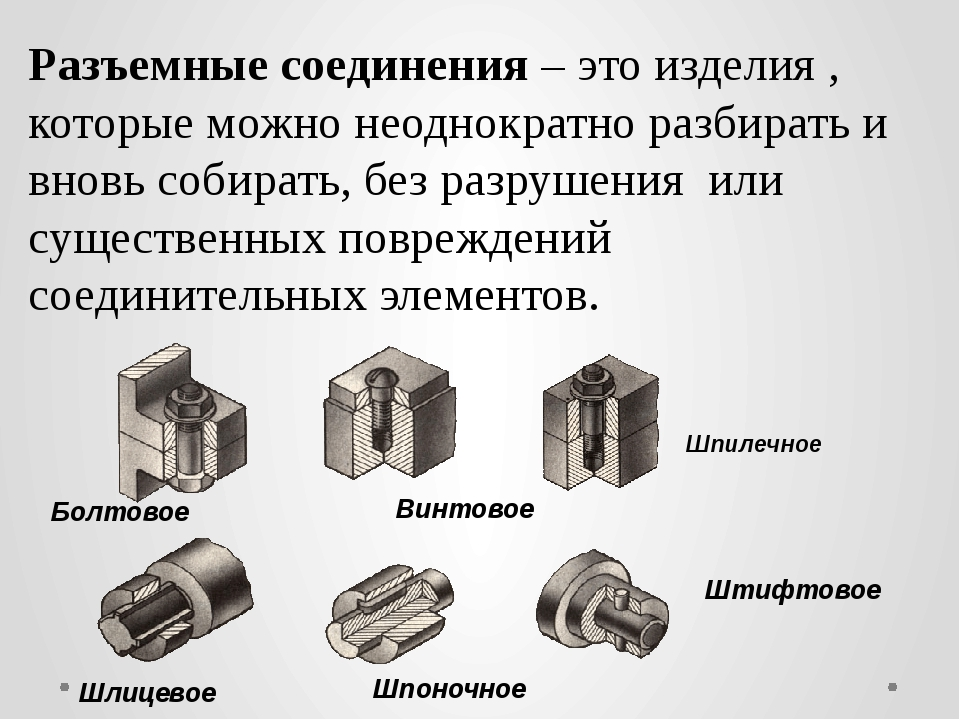 Разъемные соединения – это изделия ,
которые можно неоднократно разбирать и
вновь собирать, без разрушения  или
существенных повреждений
соединительных элементов.
Шпилечное
Болтовое
Винтовое
Штифтовое
Шлицевое
Шпоночное